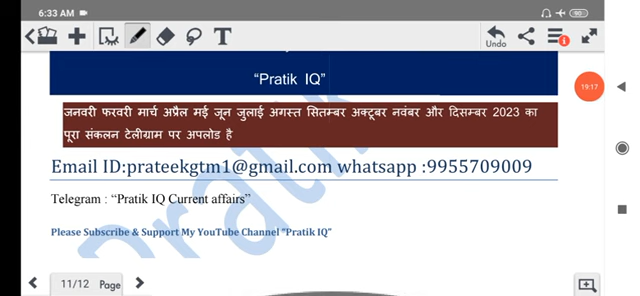 6:33 AM
90
T
Undo
19:17
"Pratik IQ"
जनवरी फरवरी मार्च अप्रैल मई जून जुलाई अगस्त सितम्बर अक्टूबर नवंबर और दिसम्बर 2023 का
पूरा संकलन टेलीग्राम पर अपलोड है
Email ID:prateekgtm1@gmail.com whatsapp :9955709009
Telegram : "Pratik IQ Current affairs"
Please Subscribe & Support My YouTube Channel "Pratik IQ"
11/12 Page